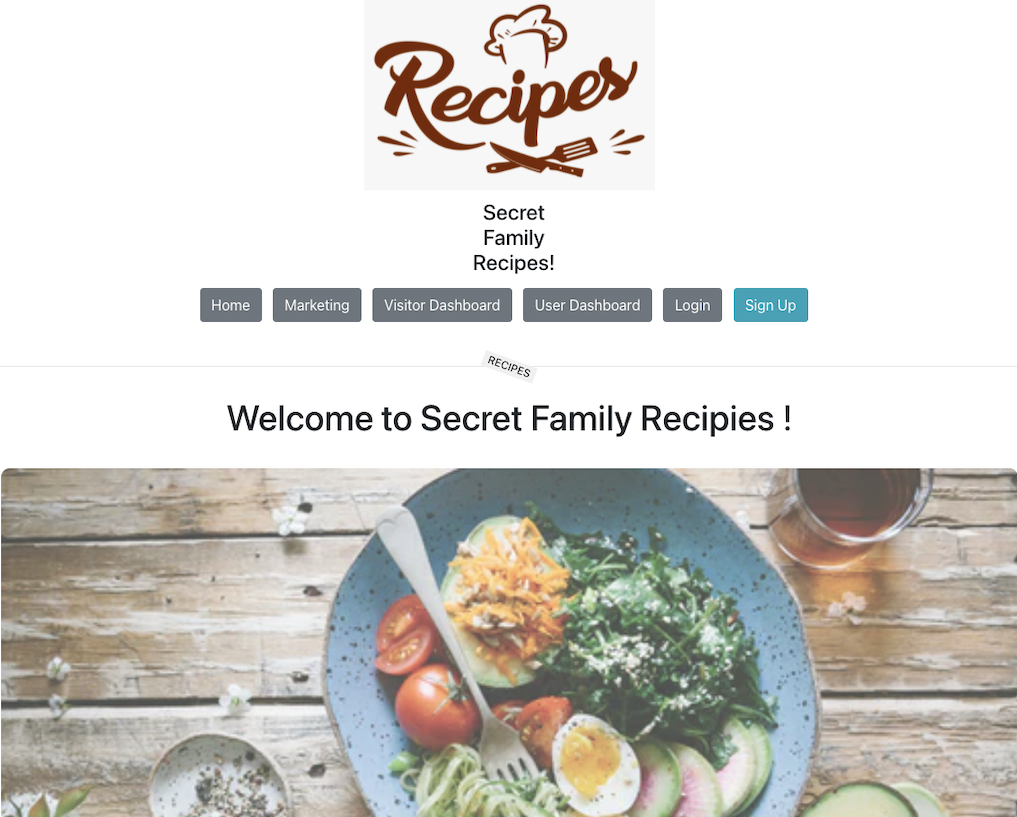 Recipes
Secret
Family
Recipes!
Home Marketing Visitor Dashboard User Dashboard Login Sign Up
RECIPES
Welcome to Secret Family Recipies !